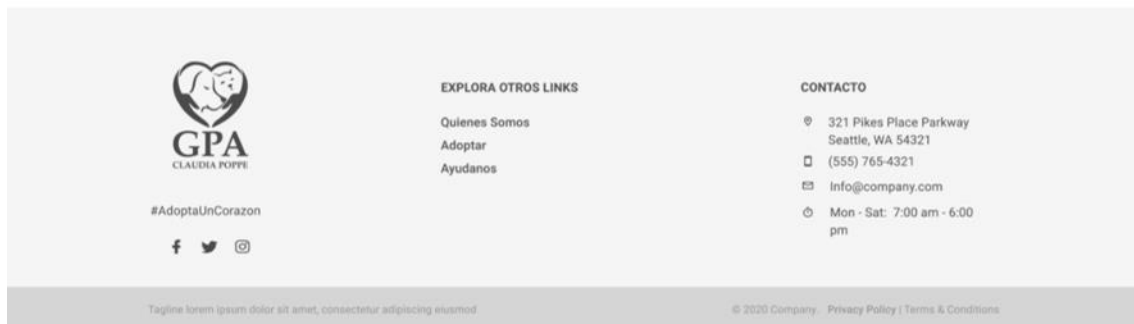 GPA
CLAUDIA POPPE
#AdoptaUnCorazon
EXPLORA OTROS LINKS
Quienes Somos
Adoptar
Ayudanos
CONTACTO
321 Pikes Place Parkway
Seattle, WA 54321
(555) 765-4321
Info@company.com
Mon - Sat: 7:00 am - 6:00
pm
Tagline lorem ipsum dolor sit amet, consectetur adipiscing eiusmod
© 2020 Company. Privacy Policy | Terms & Conditions